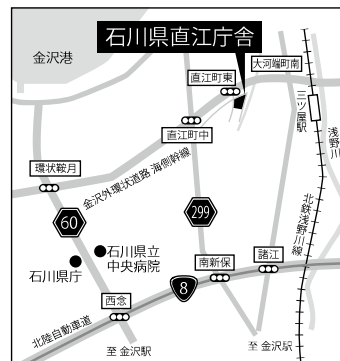 石川県直江庁舎
金沢港
直江町東
大河端町南
三ツ屋駅
浅野川
直江町中
環状鞍月
金沢外環状道路 海側幹線
60
299
北鉄浅野川線
石川県立
中央病院
石川県庁
南新保
諸江
8
西念
北陸自動車道
至 金沢駅
至 金沢駅